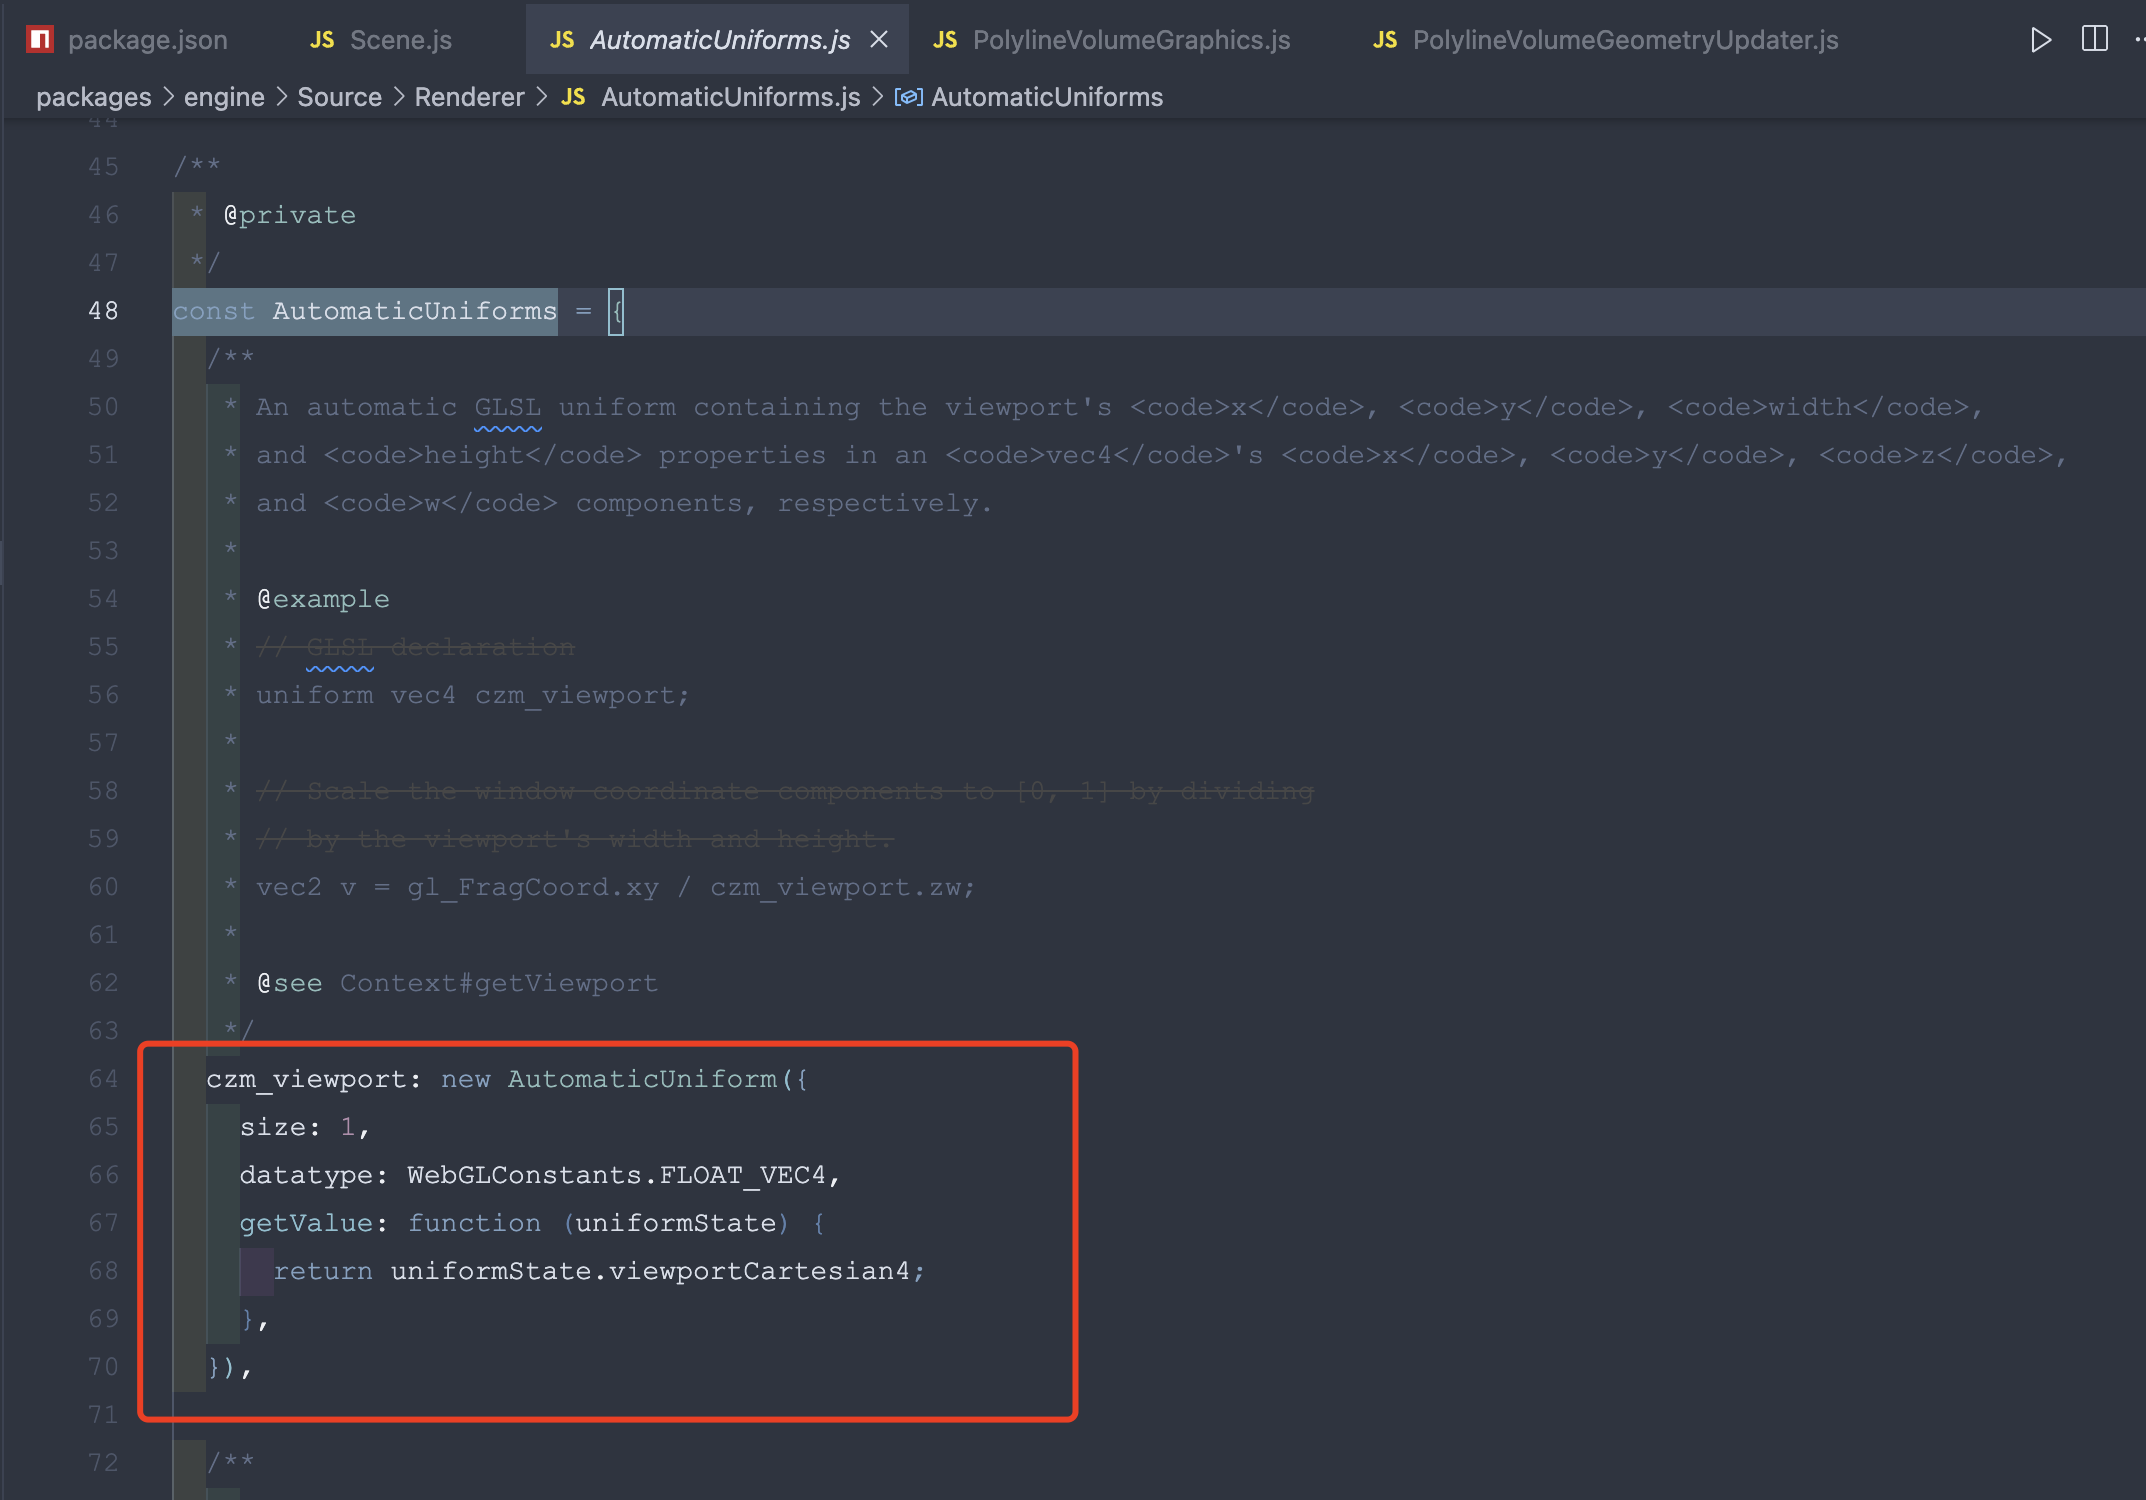 package.json JS Scene.js JS AutomaticUniforms.js JS PolylineVolumeGraphics.js JS PolylineVolumeGeometryUpdater.js
packages > engine > Source > Renderer > JS AutomaticUniforms.js > AutomaticUniforms
44
45 /**
46 * @private
47 */
48 const AutomaticUniforms = {
49 /**
50 * An automatic GLSL uniform containing the viewport's <code>x</code>, <code>y</code>, <code>width</code>,
51 * and <code>height</code> properties in an <code>vec4</code>'s <code>x</code>, <code>y</code>, <code>z</code>,
52 * and <code>w</code> components, respectively.
53 *
54 * @example
55 * // GLSL declaration
56 * uniform vec4 czm_viewport;
57 *
58 * // Scale the window coordinate components to [0, 1] by dividing
59 * // by the viewport's width and height.
60 * vec2 v = gl_FragCoord.xy / czm_viewport.zw;
61 *
62 * @see Context#getViewport
63 */
64 czm_viewport: new AutomaticUniform({
65 size: 1,
66 datatype: WebGLConstants.FLOAT_VEC4,
67 getValue: function (uniformState) {
68 return uniformState.viewportCartesian4;
69 },
70 }),
71
72 /**